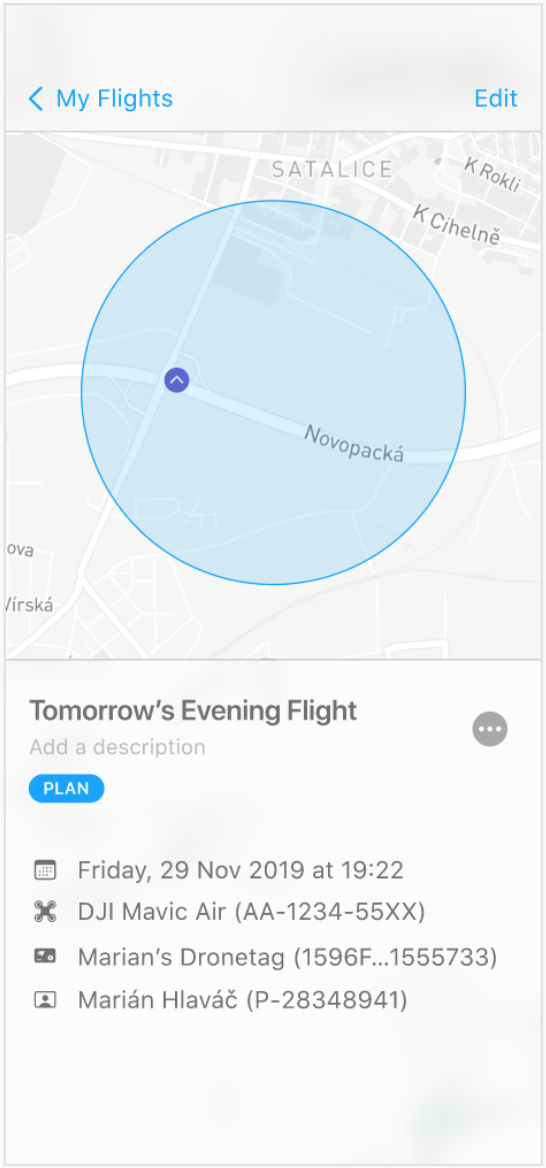 My Flights
Edit
SATALICE
K Rokli
K Cihelně
Novopacká
ova
Vírská
Tomorrow's Evening Flight
Add a description
PLAN
Friday, 29 Nov 2019 at 19:22
DJI Mavic Air (AA-1234-55XX)
Marian's Dronetag (1596F...1555733)
Marián Hlaváč (P-28348941)